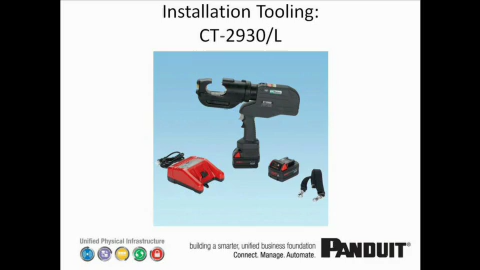 Installation Tooling:
CT-2930/L
Unified Physical Infrastructure
building a smarter, unified business foundation
Connect. Manage. Automate.
PANDUIT